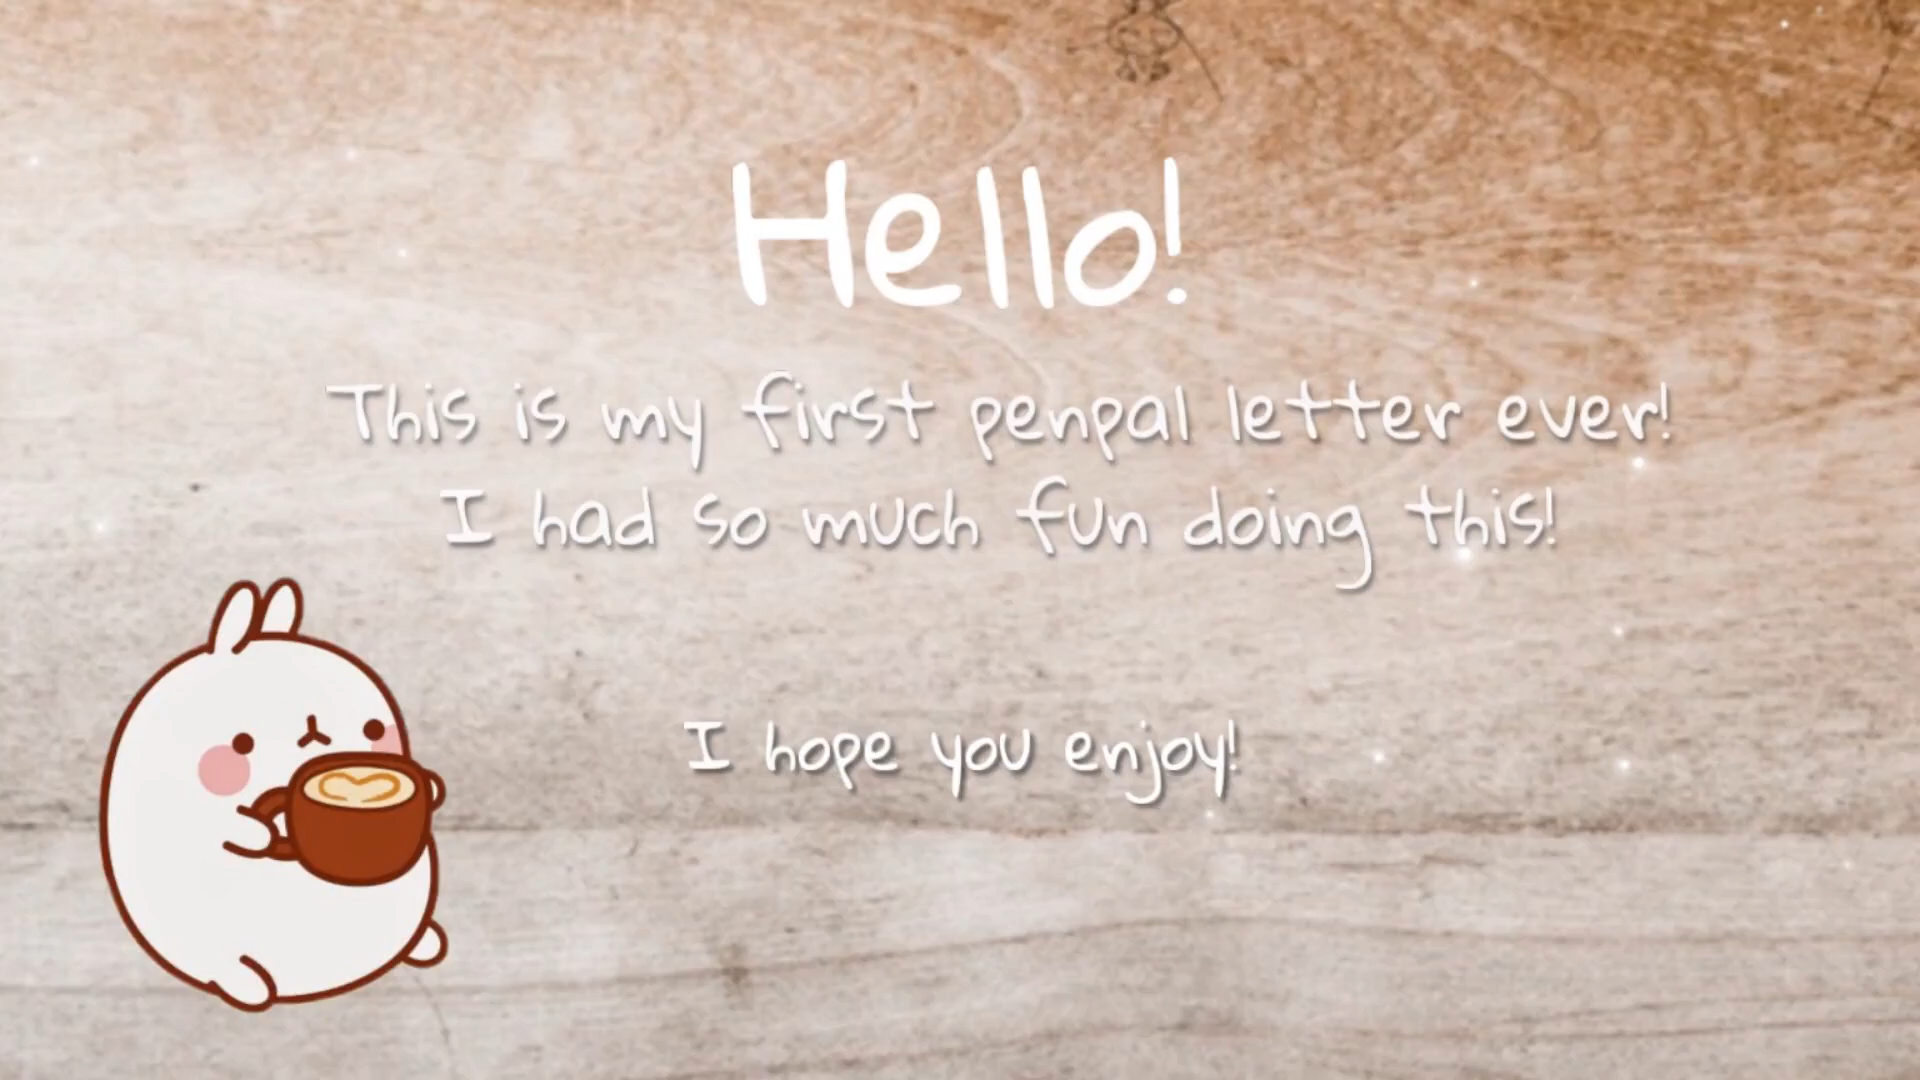 Hello!
This is my first penpal letter ever!
I had so much fun doing this!
I hope you enjoy!